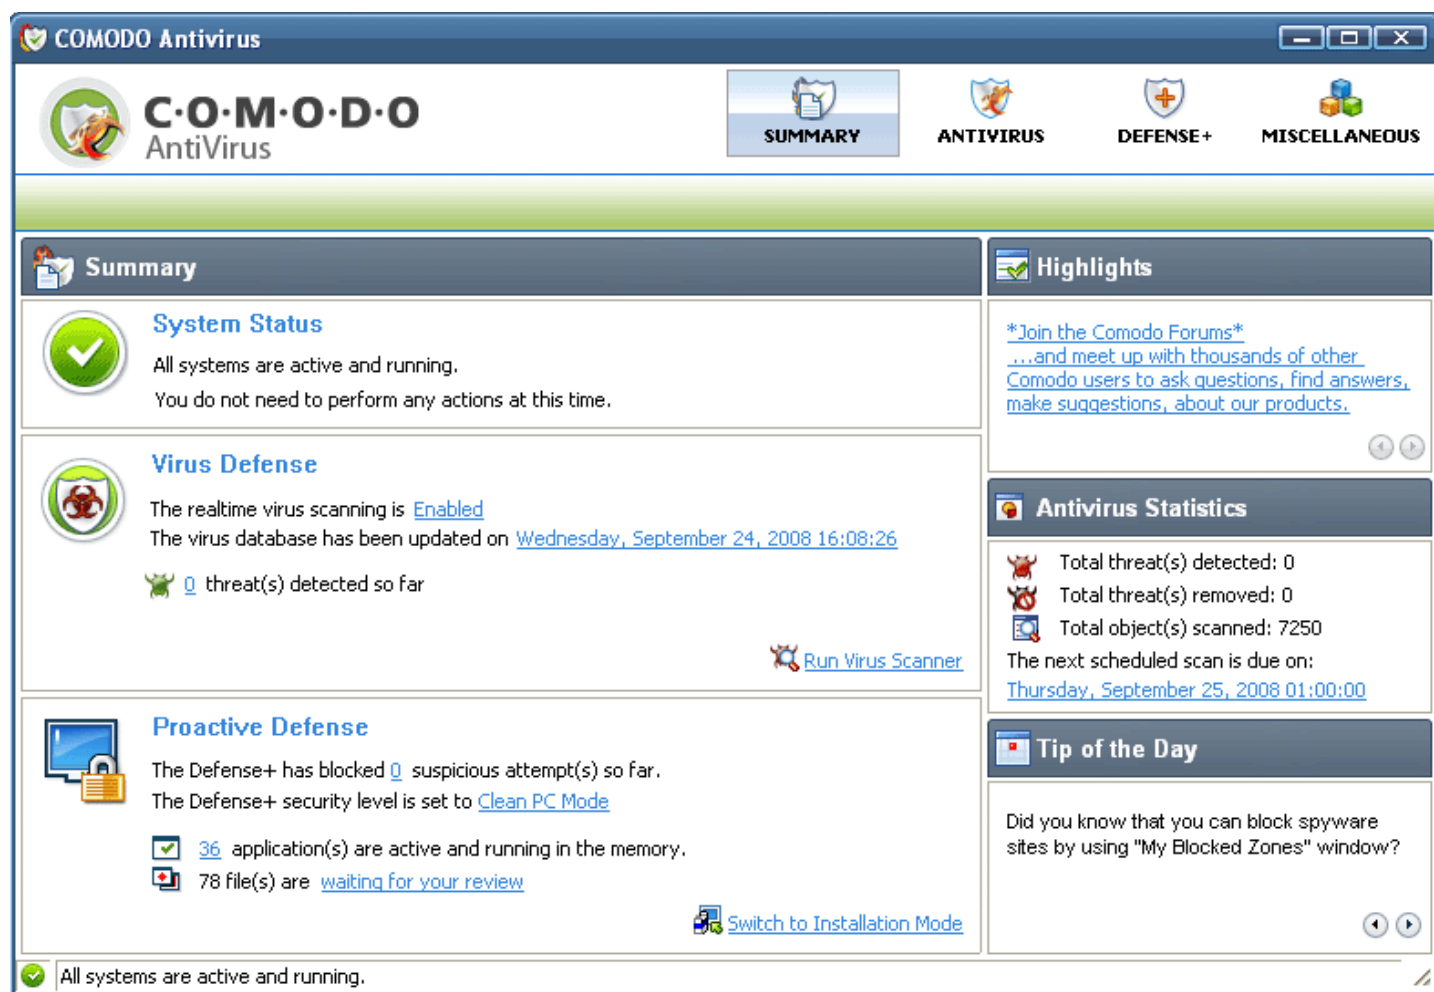 COMODO Antivirus
C·O·M·O·D·O
AntiVirus
SUMMARY
ANTIVIRUS
DEFENSE+
MISCELLANEOUS
Summary
System Status
All systems are active and running.
You do not need to perform any actions at this time.
Virus Defense
The realtime virus scanning is Enabled
The virus database has been updated on Wednesday, September 24, 2008 16:08:26
0 threat(s) detected so far
Run Virus Scanner
Proactive Defense
The Defense+ has blocked 0 suspicious attempt(s) so far.
The Defense+ security level is set to Clean PC Mode
36 application(s) are active and running in the memory.
78 file(s) are waiting for your review
Switch to Installation Mode
Highlights
*Join the Comodo Forums*
...and meet up with thousands of other
Comodo users to ask questions, find answers,
make suggestions, about our products.
Antivirus Statistics
Total threat(s) detected: 0
Total threat(s) removed: 0
Total object(s) scanned: 7250
The next scheduled scan is due on:
Thursday, September 25, 2008 01:00:00
Tip of the Day
Did you know that you can block spyware
sites by using "My Blocked Zones" window?
All systems are active and running.